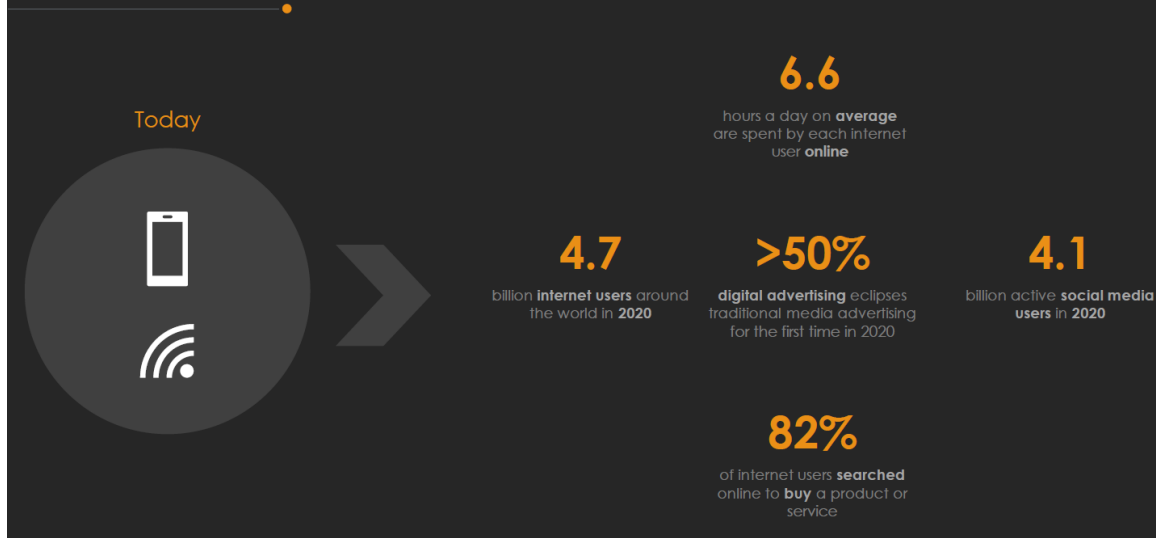 Today
6.6
hours a day on average
are spent by each internet
user online
4.7
billion internet users around
the world in 2020
>50%
digital advertising eclipses
traditional media advertising
for the first time in 2020
4.1
billion active social media
users in 2020
82%
of internet users searched
online to buy a product or
service